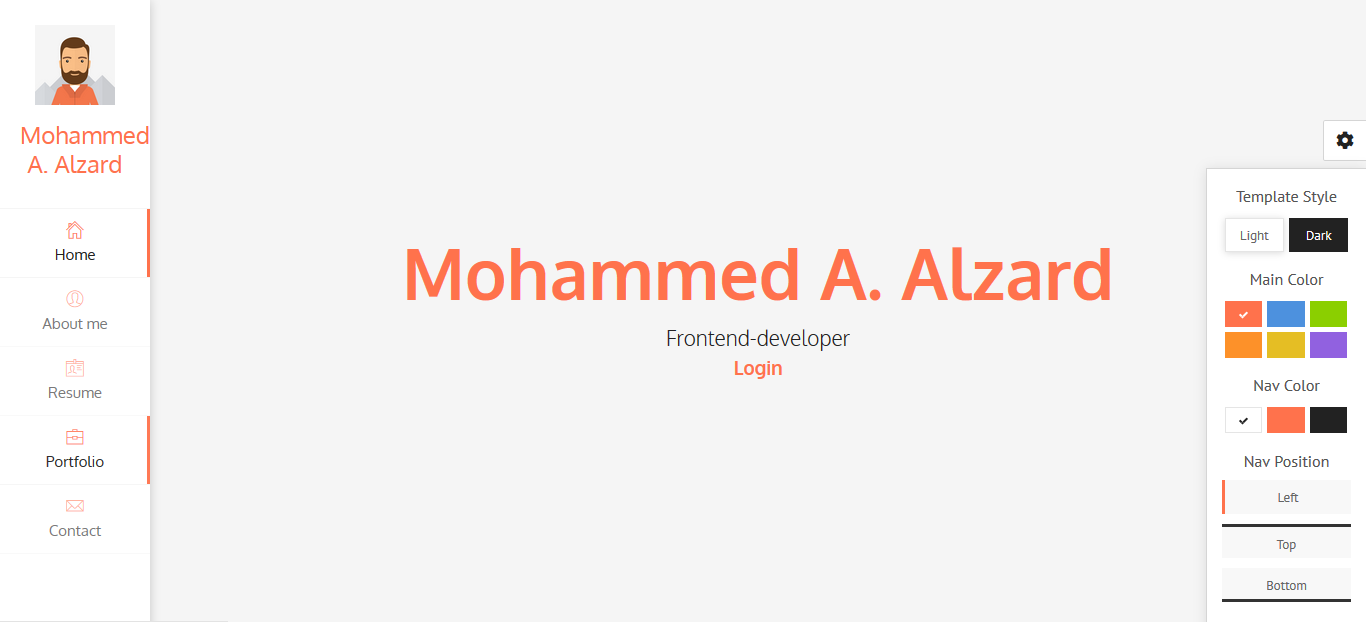 Mohammed
A. Alzard
Home
About me
Resume
Portfolio
Contact
Mohammed A. Alzard
Frontend-developer
Login
Template Style
Light
Dark
Main Color
Nav Color
Nav Position
Left
Top
Bottom